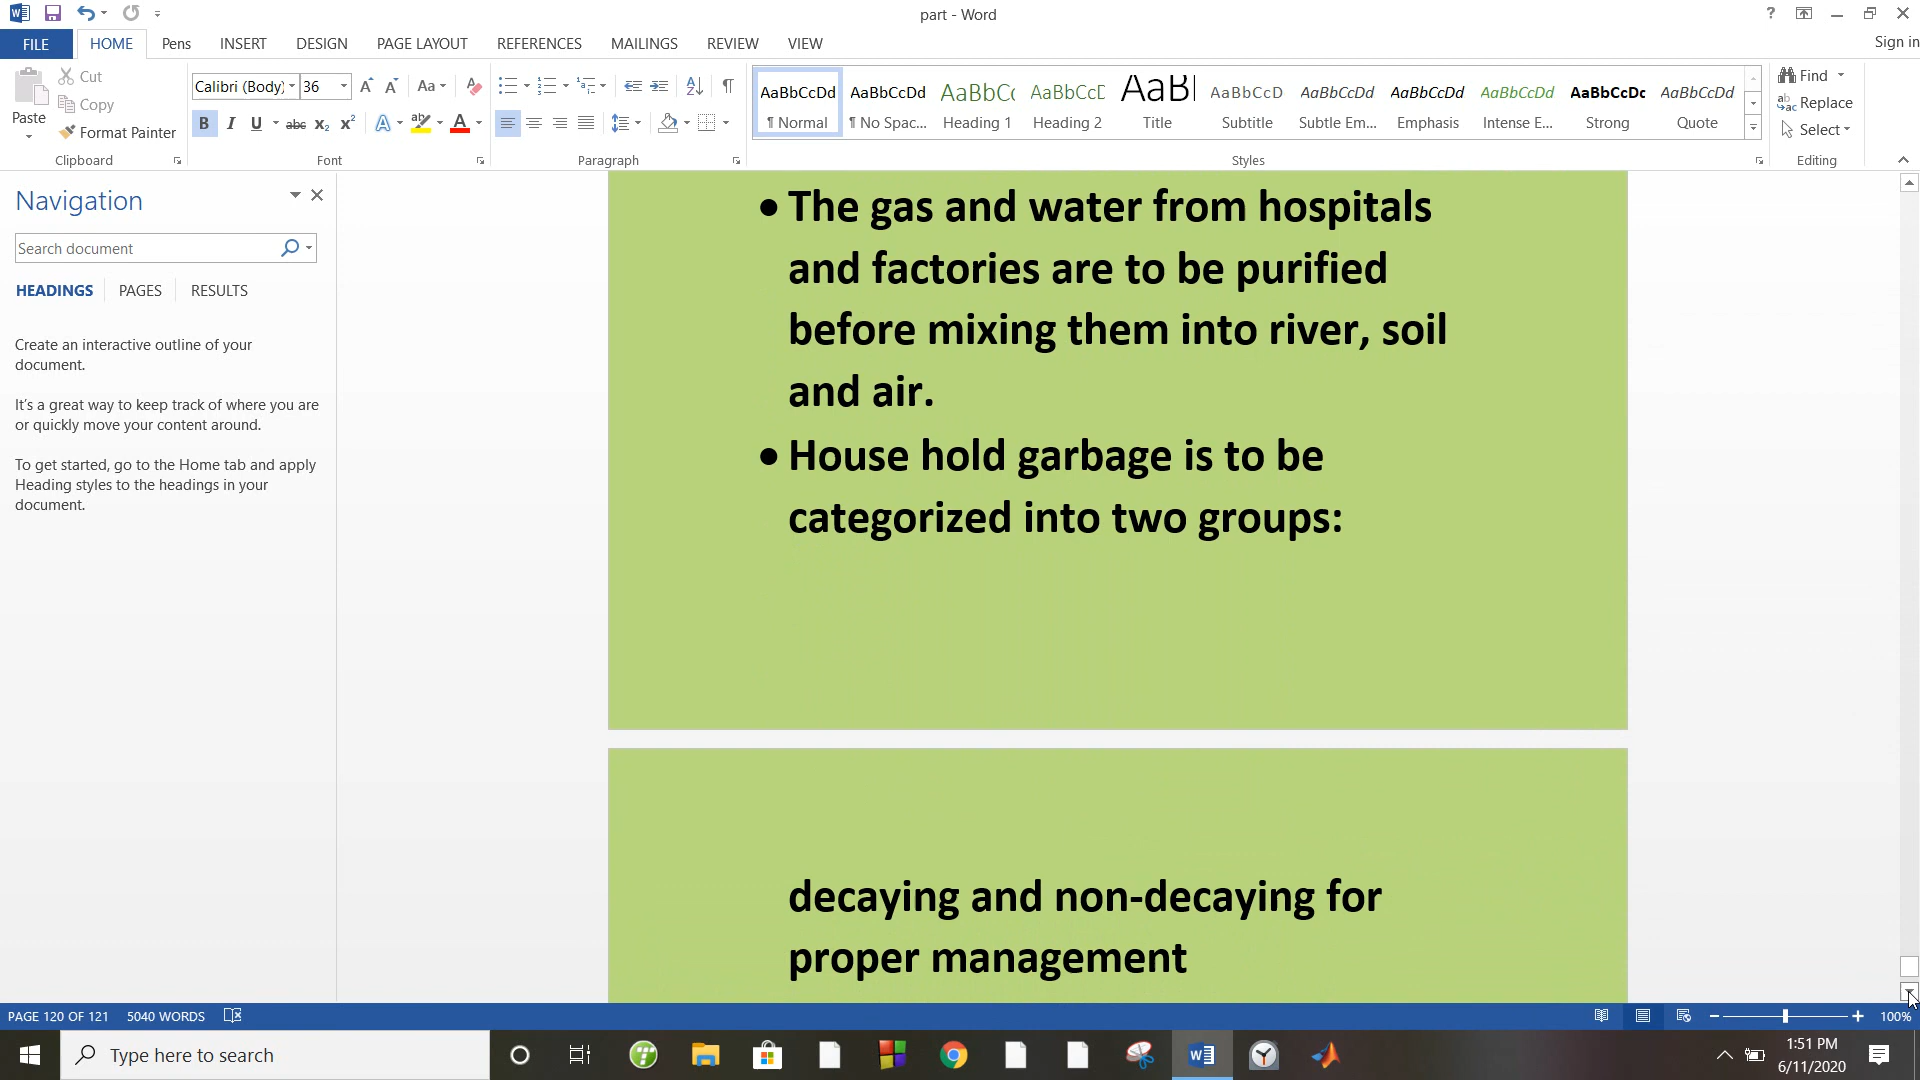 part - Word
Sign in
FILE HOME Pens INSERT DESIGN PAGE LAYOUT REFERENCES MAILINGS REVIEW VIEW
Paste
Cut
Copy
Format Painter
Clipboard
Calibri (Body) 36
Font
Paragraph
AaBbCcDd AaBbCcDd AaBbCc AaBbCcD AaBl AaBbCcD AaBbCcDd AaBbCcDd AaBbCcDd AaBbCcDc AaBbCcDd
¶ Normal ¶ No Spac... Heading 1 Heading 2 Title Subtitle Subtle Em... Emphasis Intense E... Strong Quote
Styles
Find
Replace
Select
Editing
Navigation
Search document
HEADINGS PAGES RESULTS
Create an interactive outline of your
document.
It's a great way to keep track of where you are
or quickly move your content around.
To get started, go to the Home tab and apply
Heading styles to the headings in your
document.
• The gas and water from hospitals
and factories are to be purified
before mixing them into river, soil
and air.
• House hold garbage is to be
categorized into two groups:
decaying and non-decaying for
proper management
PAGE 120 OF 121 5040 WORDS
100%
Type here to search
1:51 PM
6/11/2020